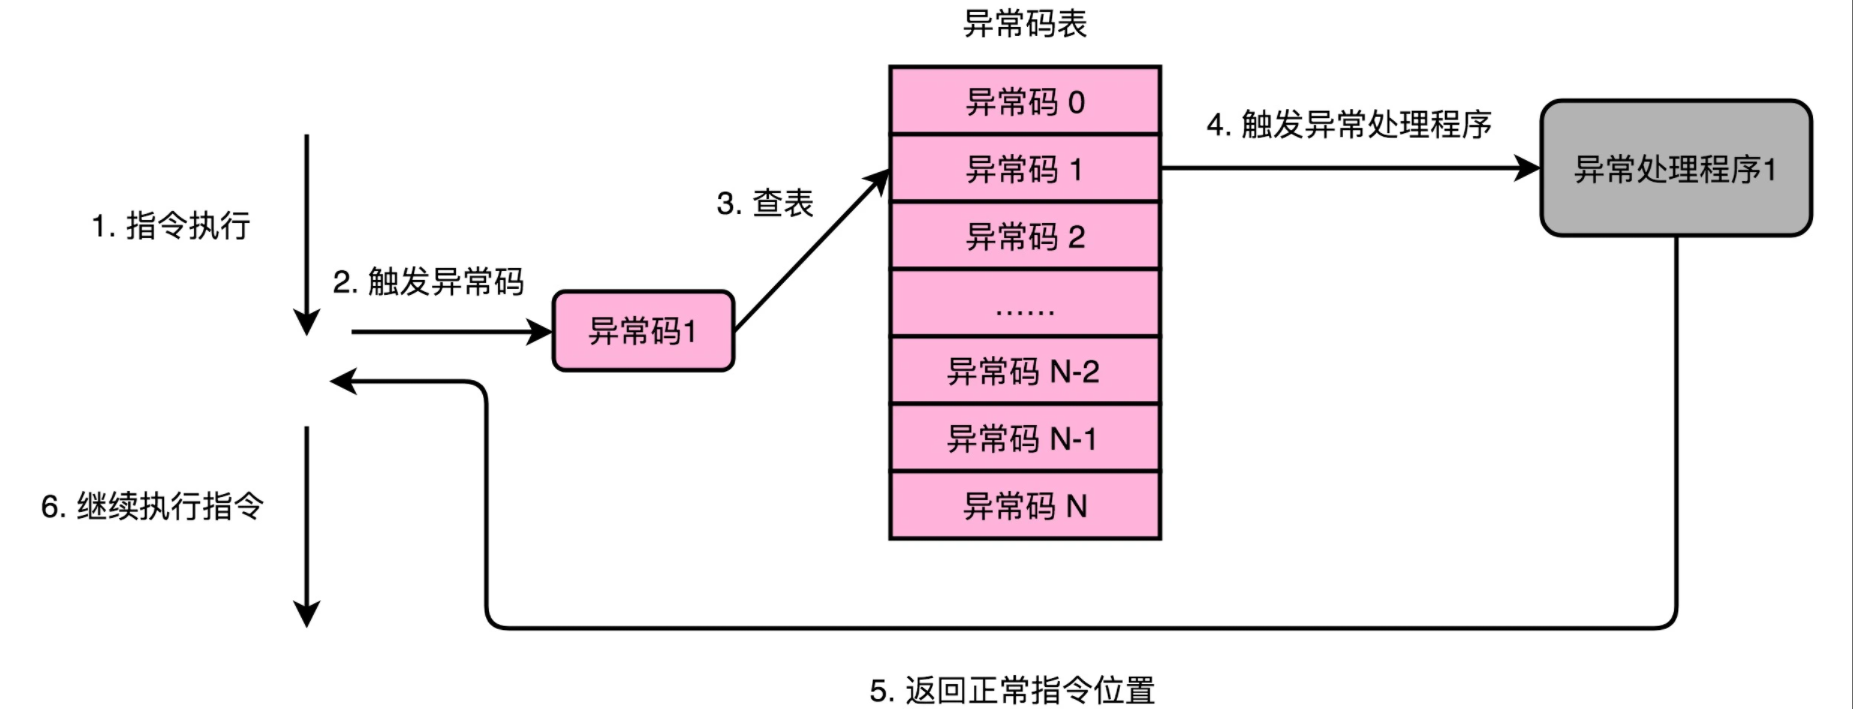 异常码表
异常码 0
4. 触发异常处理程序
异常码 1
异常处理程序1
3. 查表
1. 指令执行
异常码 2
2. 触发异常码
异常码1
……
异常码 N-2
异常码 N-1
6. 继续执行指令
异常码 N
5. 返回正常指令位置